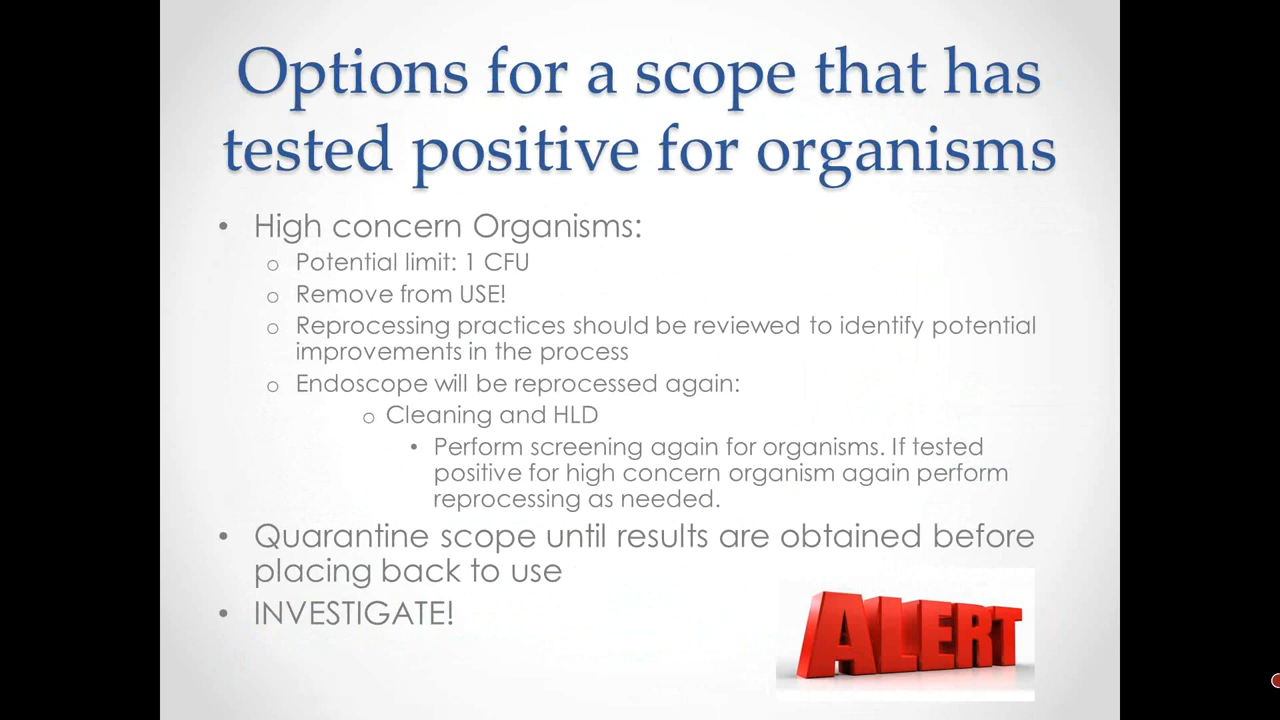 Options for a scope that has
tested positive for organisms
• High concern Organisms:
o Potential limit: 1 CFU
o Remove from USE!
o Reprocessing practices should be reviewed to identify potential
improvements in the process
o Endoscope will be reprocessed again:
o Cleaning and HLD
• Perform screening again for organisms. If tested
positive for high concern organism again perform
reprocessing as needed.
• Quarantine scope until results are obtained before
placing back to use
• INVESTIGATE!
ALERT